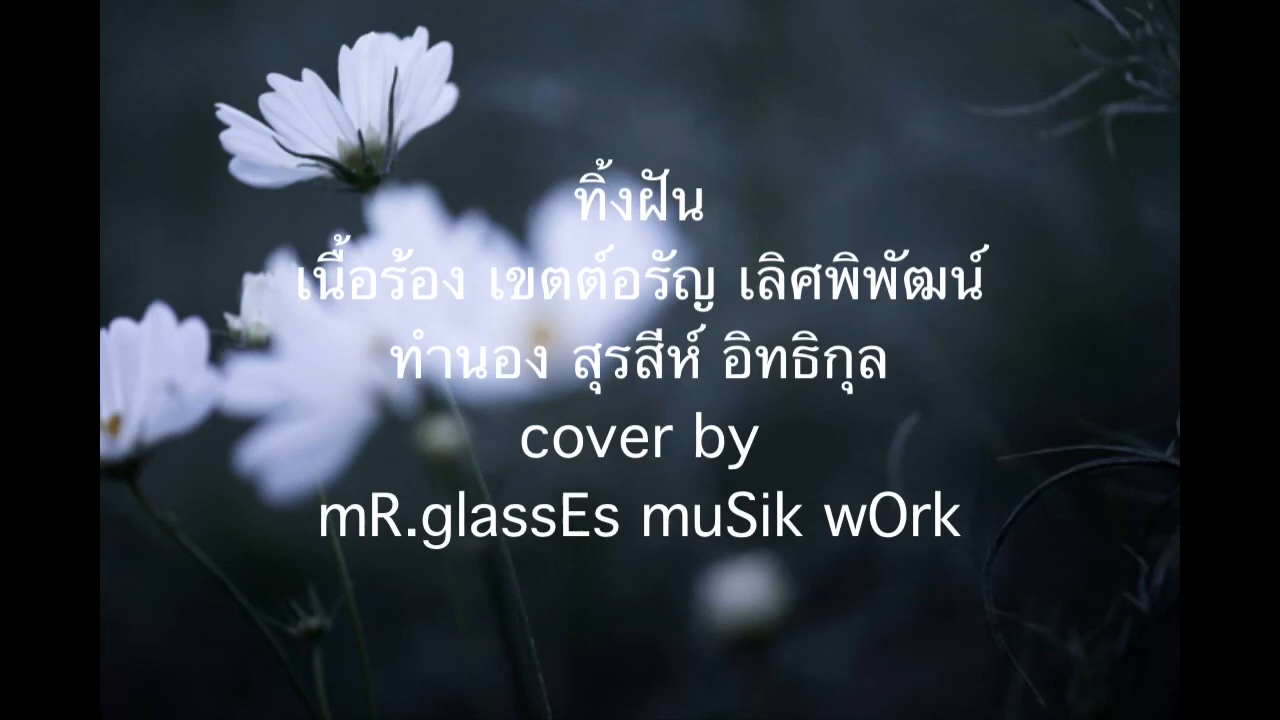 ทิ้งฝัน
เนื้อร้อง เขตต์อรัญ เลิศพิพัฒน์
ทำนอง สุรสีห์ อิทธิกุล
cover by
mR.glassEs muSik wOrk